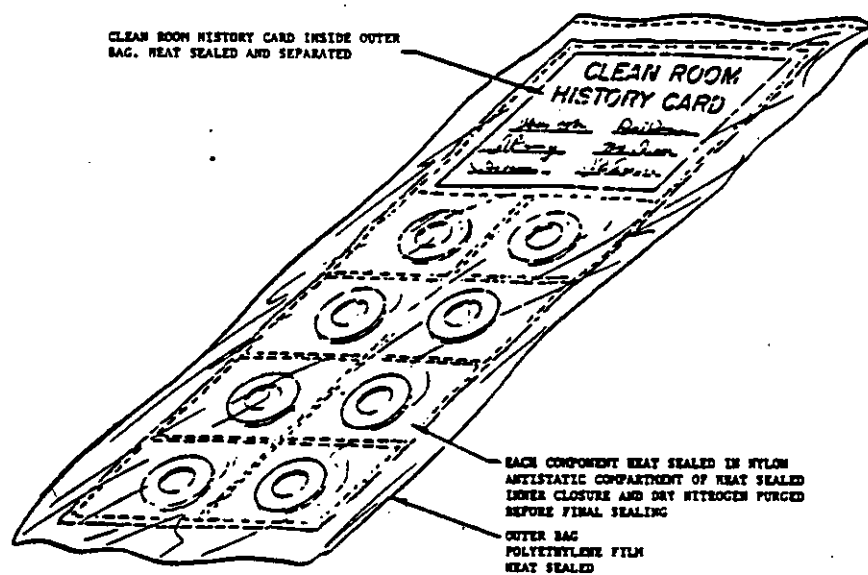 CLEAN ROOM HISTORY CARD INSIDE OUTER
BAG. HEAT SEALED AND SEPARATED
CLEAN ROOM
HISTORY CARD
EACH COMPONENT HEAT SEALED IN NYLON
ANTISTATIC COMPARTMENT OF HEAT SEALED
INNER CLOSURE AND DRY NITROGEN PURGED
BEFORE FINAL SEALING
OUTER BAG
POLYETHYLENE FILM
HEAT SEALED